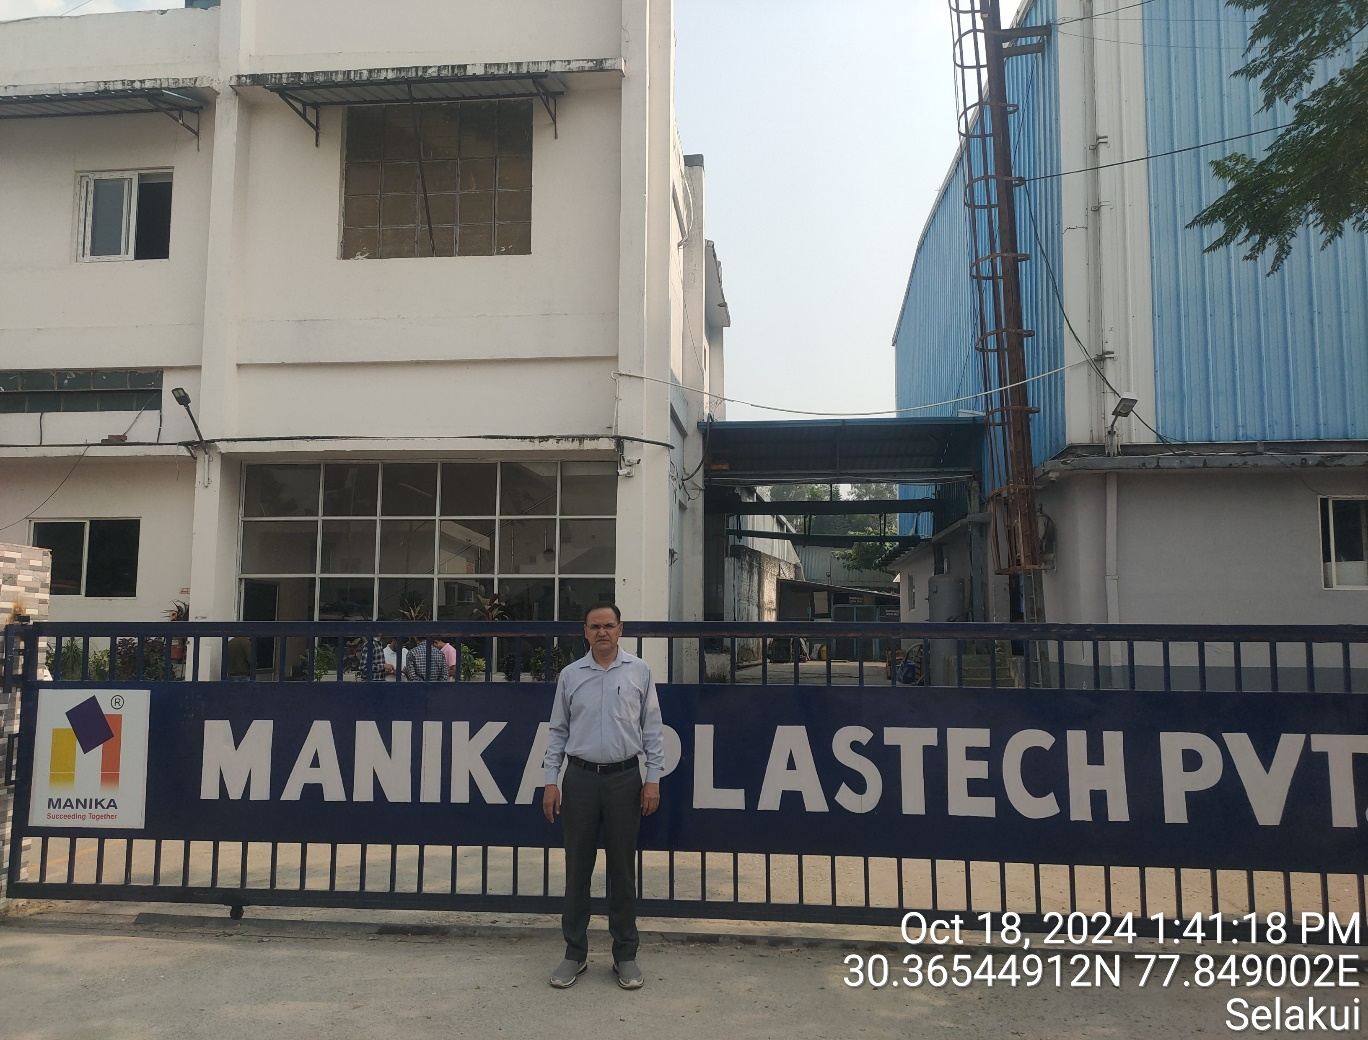 ®
MANIKA
Succeeding Together
MANIKA PLASTECH PVT.
Oct 18, 2024 1:41:18 PM
30.36544912N 77.849002E
Selakui